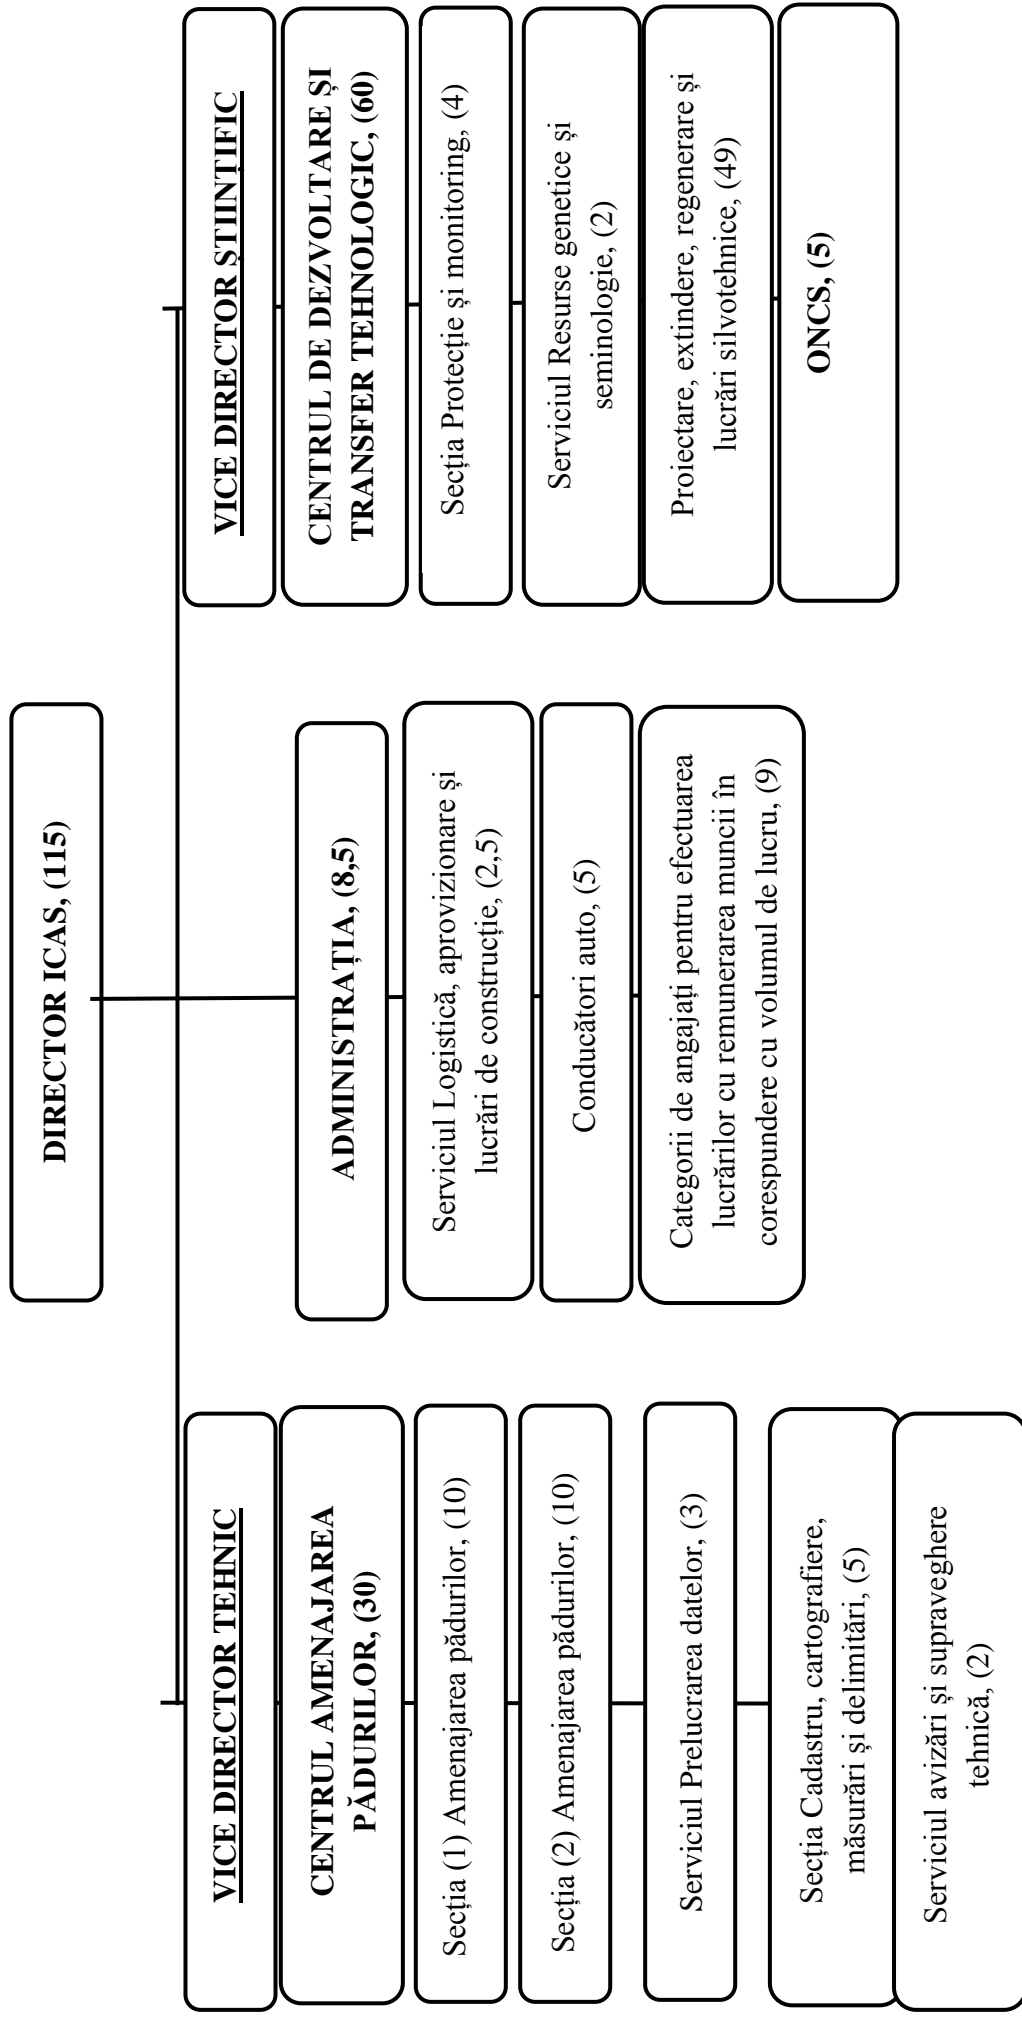 DIRECTOR ICAS, (115)
VICE DIRECTOR TEHNIC
CENTRUL AMENAJAREA
PĂDURILOR, (30)
Secția (1) Amenajarea pădurilor, (10)
Secția (2) Amenajarea pădurilor, (10)
Serviciul Prelucrarea datelor, (3)
Secția Cadastru, cartografiere,
măsurări și delimitări, (5)
Serviciul avizări și supraveghere
tehnică, (2)
ADMINISTRAȚIA, (8,5)
Serviciul Logistică, aprovizionare și
lucrări de construcție, (2,5)
Conducători auto, (5)
Categorii de angajați pentru efectuarea
lucrărilor cu remunerarea muncii în
corespundere cu volumul de lucru, (9)
VICE DIRECTOR ȘTIINȚIFIC
CENTRUL DE DEZVOLTARE ȘI
TRANSFER TEHNOLOGIC, (60)
Secția Protecție și monitoring, (4)
Serviciul Resurse genetice și
seminologie, (2)
Proiectare, extindere, regenerare și
lucrări silvotehnice, (49)
ONCS, (5)